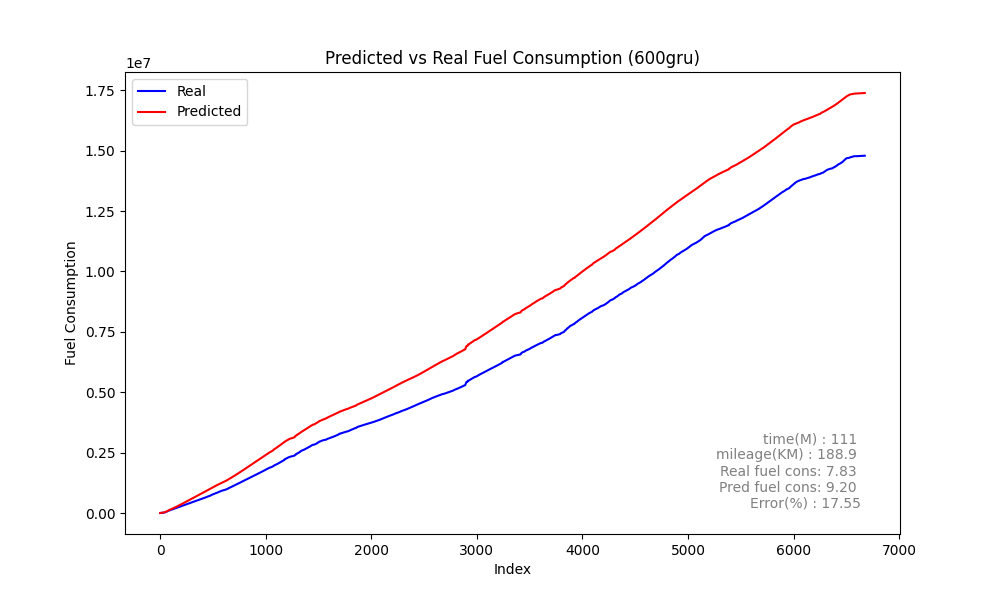 Predicted vs Real Fuel Consumption (600gru)
1e7
Real
Predicted
1.75
1.50
1.25
1.00
0.75
0.50
0.25
0.00
Fuel Consumption
time(M) : 111
mileage(KM) : 188.9
Real fuel cons: 7.83
Pred fuel cons: 9.20
Error(%) : 17.55
0 1000 2000 3000 4000 5000 6000 7000
Index